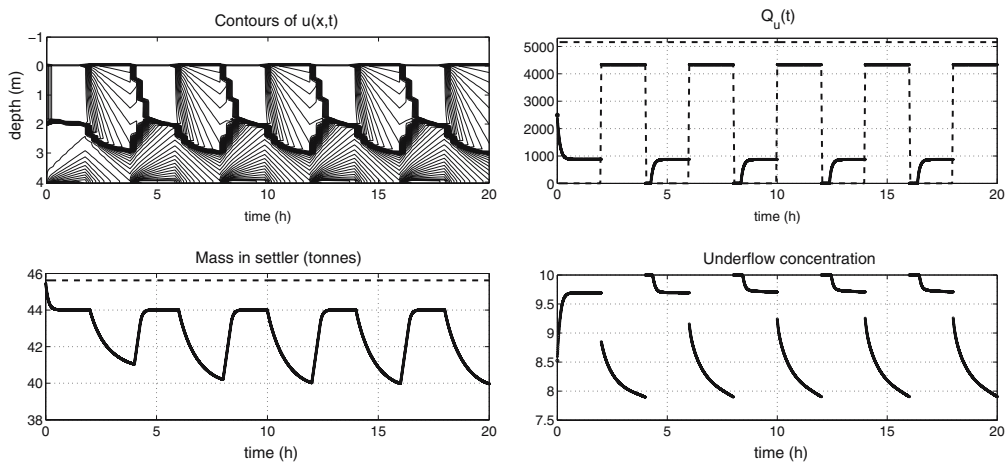 Contours of u(x,t)
−1
0
1
2
3
4
depth (m)
0 5 10 15 20
time (h)
Q_u(t)
5000
4000
3000
2000
1000
0
0 5 10 15 20
time (h)
Mass in settler (tonnes)
46
44
42
40
38
0 5 10 15 20
time (h)
Underflow concentration
10
9.5
9
8.5
8
7.5
0 5 10 15 20
time (h)